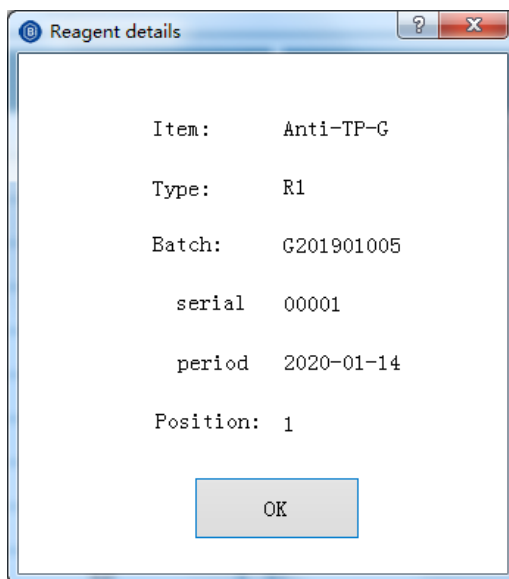 Reagent details
Item: Anti-TP-G
Type: R1
Batch: G201901005
serial 00001
period 2020-01-14
Position: 1
OK